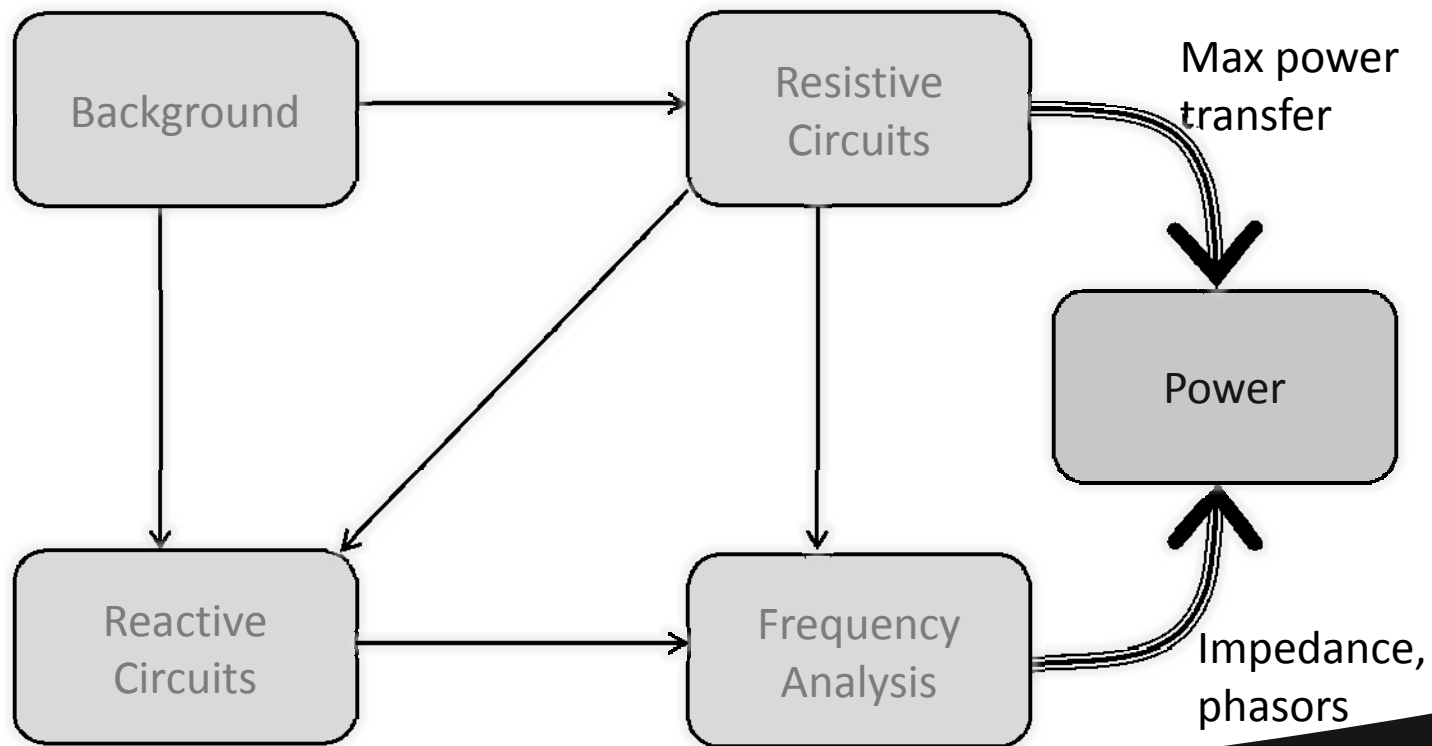 Background
Resistive
Circuits
Max power
transfer
Power
Reactive
Circuits
Frequency
Analysis
Impedance,
phasors